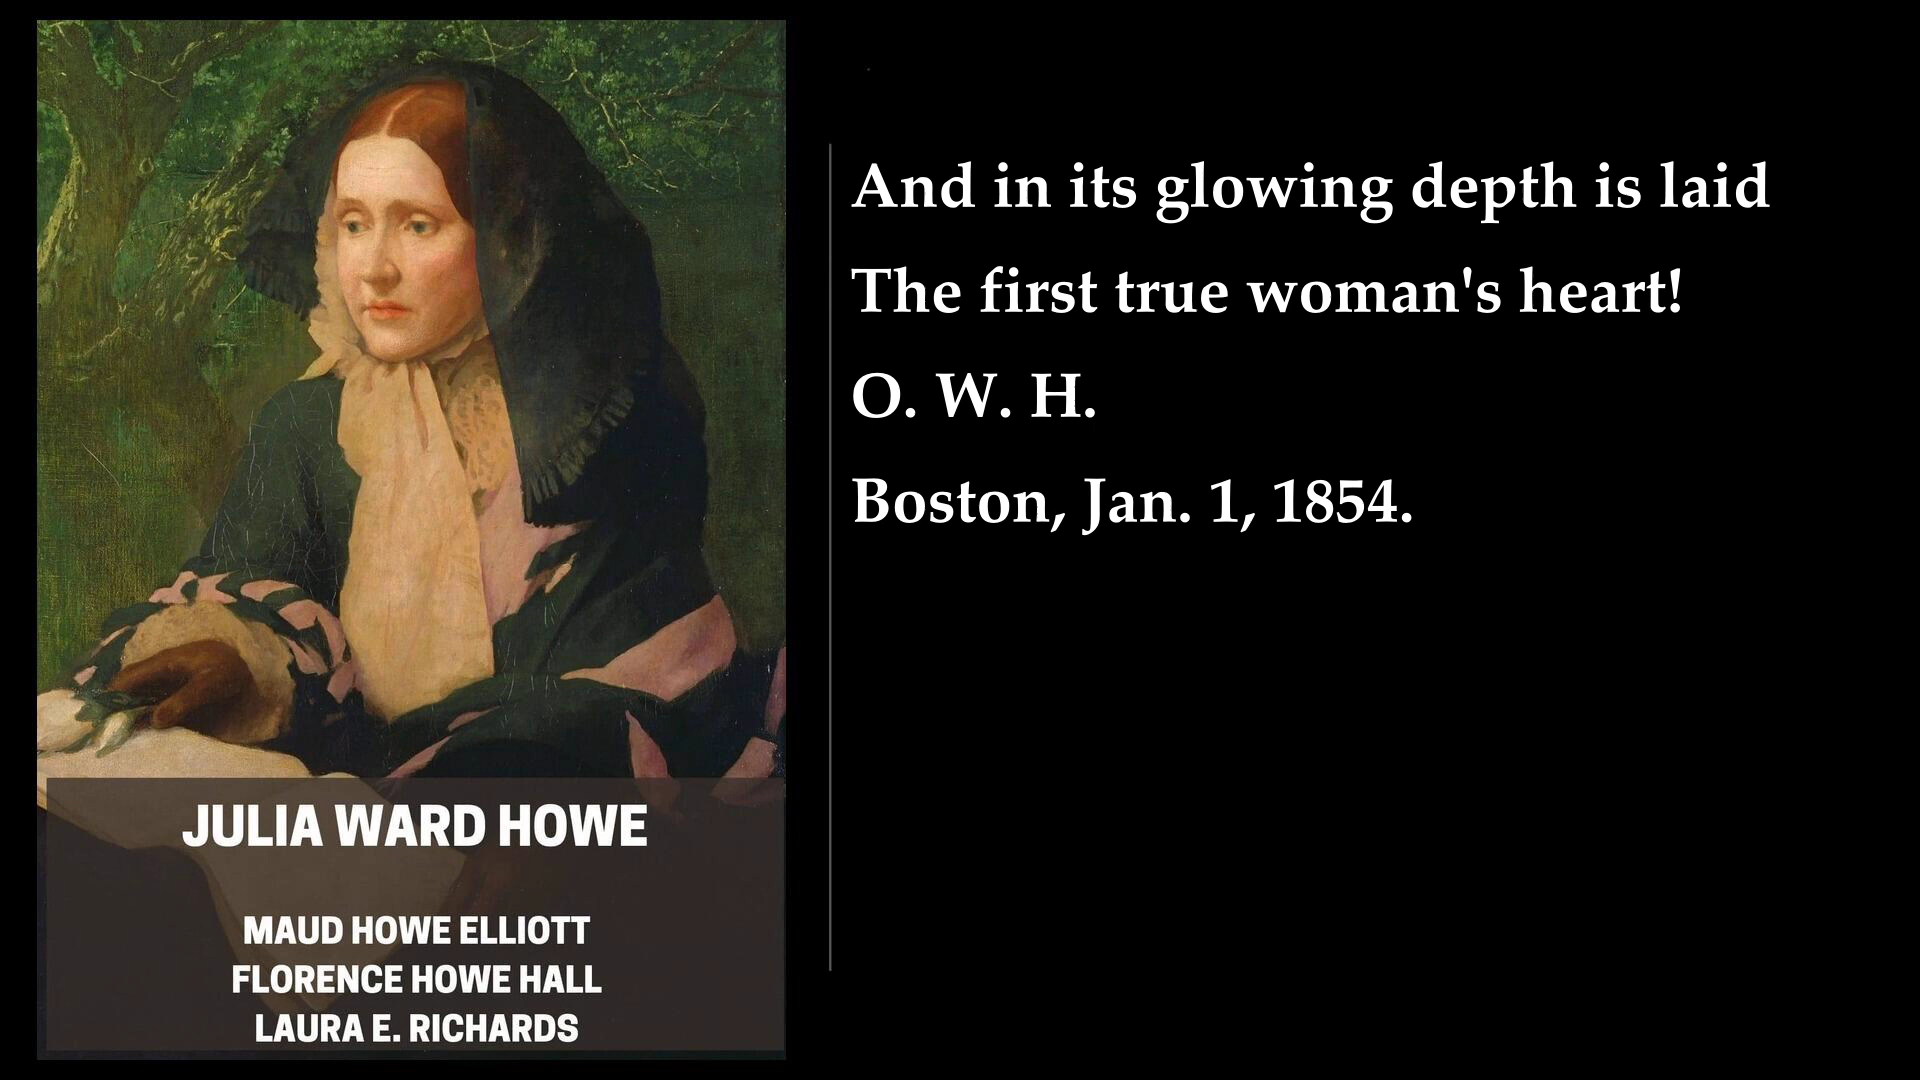 And in its glowing depth is laid
The first true woman's heart!
O. W. H.
Boston, Jan. 1, 1854.
JULIA WARD HOWE
MAUD HOWE ELLIOTT
FLORENCE HOWE HALL
LAURA E. RICHARDS